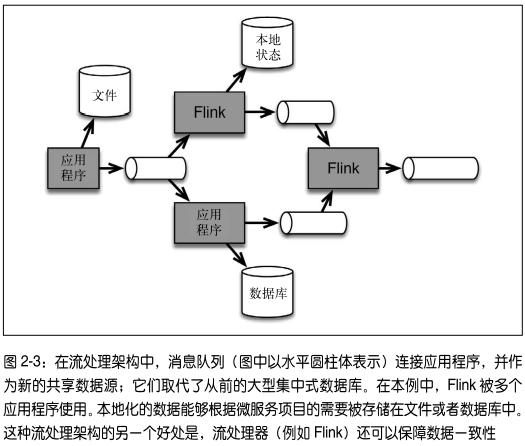 本地
状态
文件
Flink
应用
程序
Flink
应用
程序
数据库
图 2-3：在流处理架构中，消息队列（图中以水平圆柱体表示）连接应用程序，并作
为新的共享数据源；它们取代了从前的大型集中式数据库。在本例中，Flink 被多个
应用程序使用。本地化的数据能够根据微服务项目的需要被存储在文件或者数据库中。
这种流处理架构的另一个好处是，流处理器（例如 Flink）还可以保障数据一致性